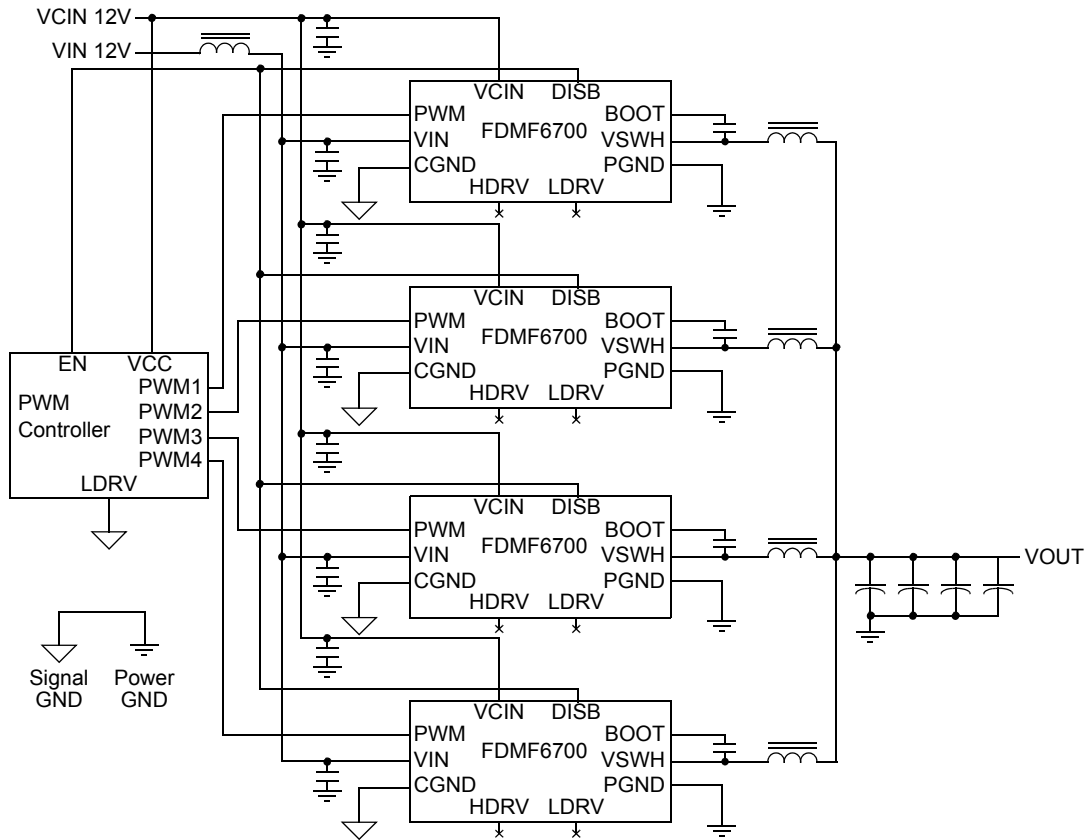 VCIN 12V
VIN 12V
VCIN DISB
PWM BOOT
FDMF6700
VIN VSWH
CGND PGND
HDRV LDRV
VCIN DISB
PWM BOOT
FDMF6700
VIN VSWH
CGND PGND
HDRV LDRV
EN VCC
PWM1
PWM PWM2
Controller PWM3
PWM4
LDRV
VCIN DISB
PWM BOOT
FDMF6700
VIN VSWH
CGND PGND
HDRV LDRV
VOUT
Signal GND
Power GND
VCIN DISB
PWM BOOT
FDMF6700
VIN VSWH
CGND PGND
HDRV LDRV